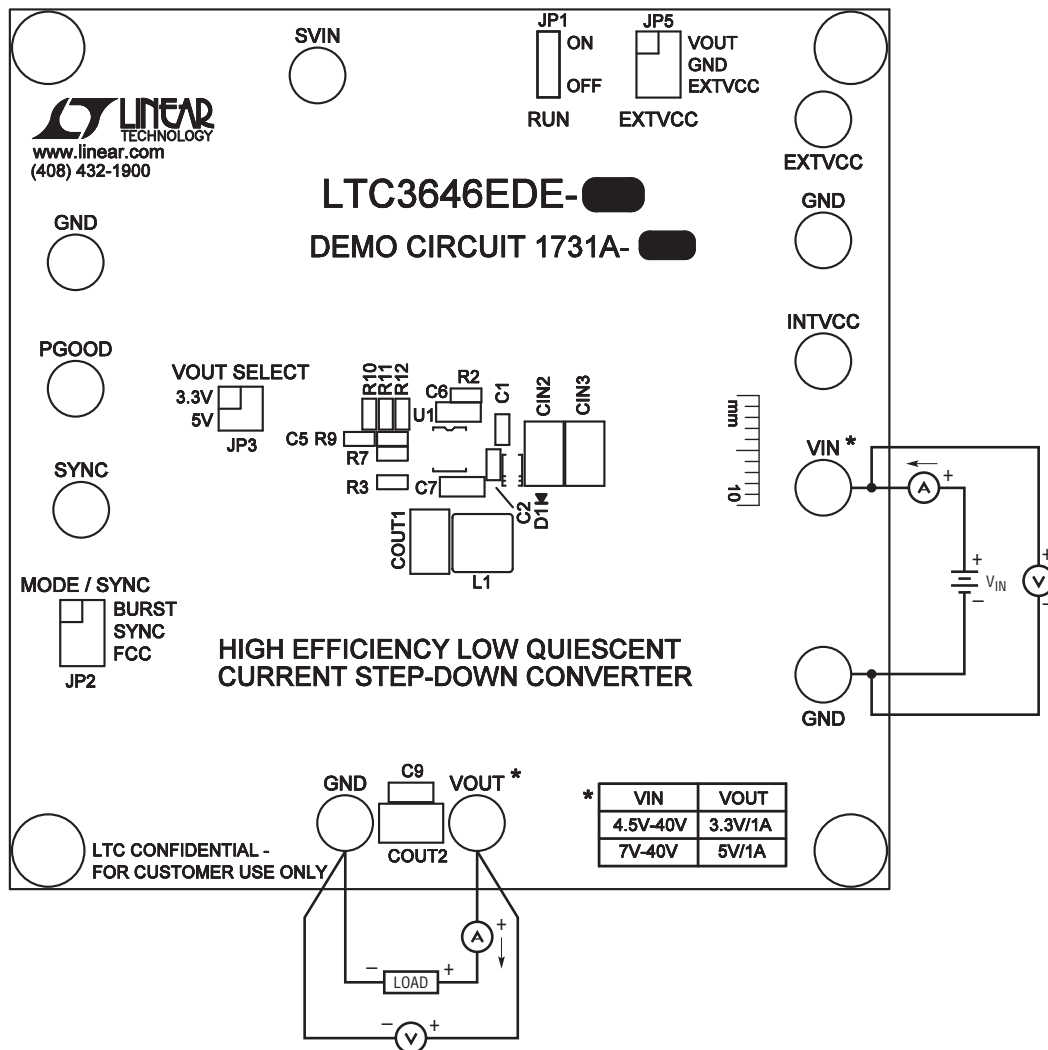 SVIN
JP1
ON
OFF
RUN
JP5
VOUT
GND
EXTVCC
EXTVCC
LINEAR
TECHNOLOGY
www.linear.com
(408) 432-1900
EXTVCC
LTC3646EDE-
DEMO CIRCUIT 1731A-
GND
GND
INTVCC
PGOOD
VOUT SELECT
3.3V
5V
JP3
R10
R11
R12
C6
R2
U1
C1
CIN2
CIN3
C5 R9
R7
R3
C7
C2
D1
COUT1
L1
mm
10
VIN *
A
+
+
VIN
−
+
V
−
SYNC
MODE / SYNC
BURST
SYNC
FCC
JP2
HIGH EFFICIENCY LOW QUIESCENT
CURRENT STEP-DOWN CONVERTER
GND
GND
C9
VOUT *
COUT2
* VIN VOUT
4.5V-40V 3.3V/1A
7V-40V 5V/1A
LTC CONFIDENTIAL -
FOR CUSTOMER USE ONLY
A
+
− LOAD +
− V +